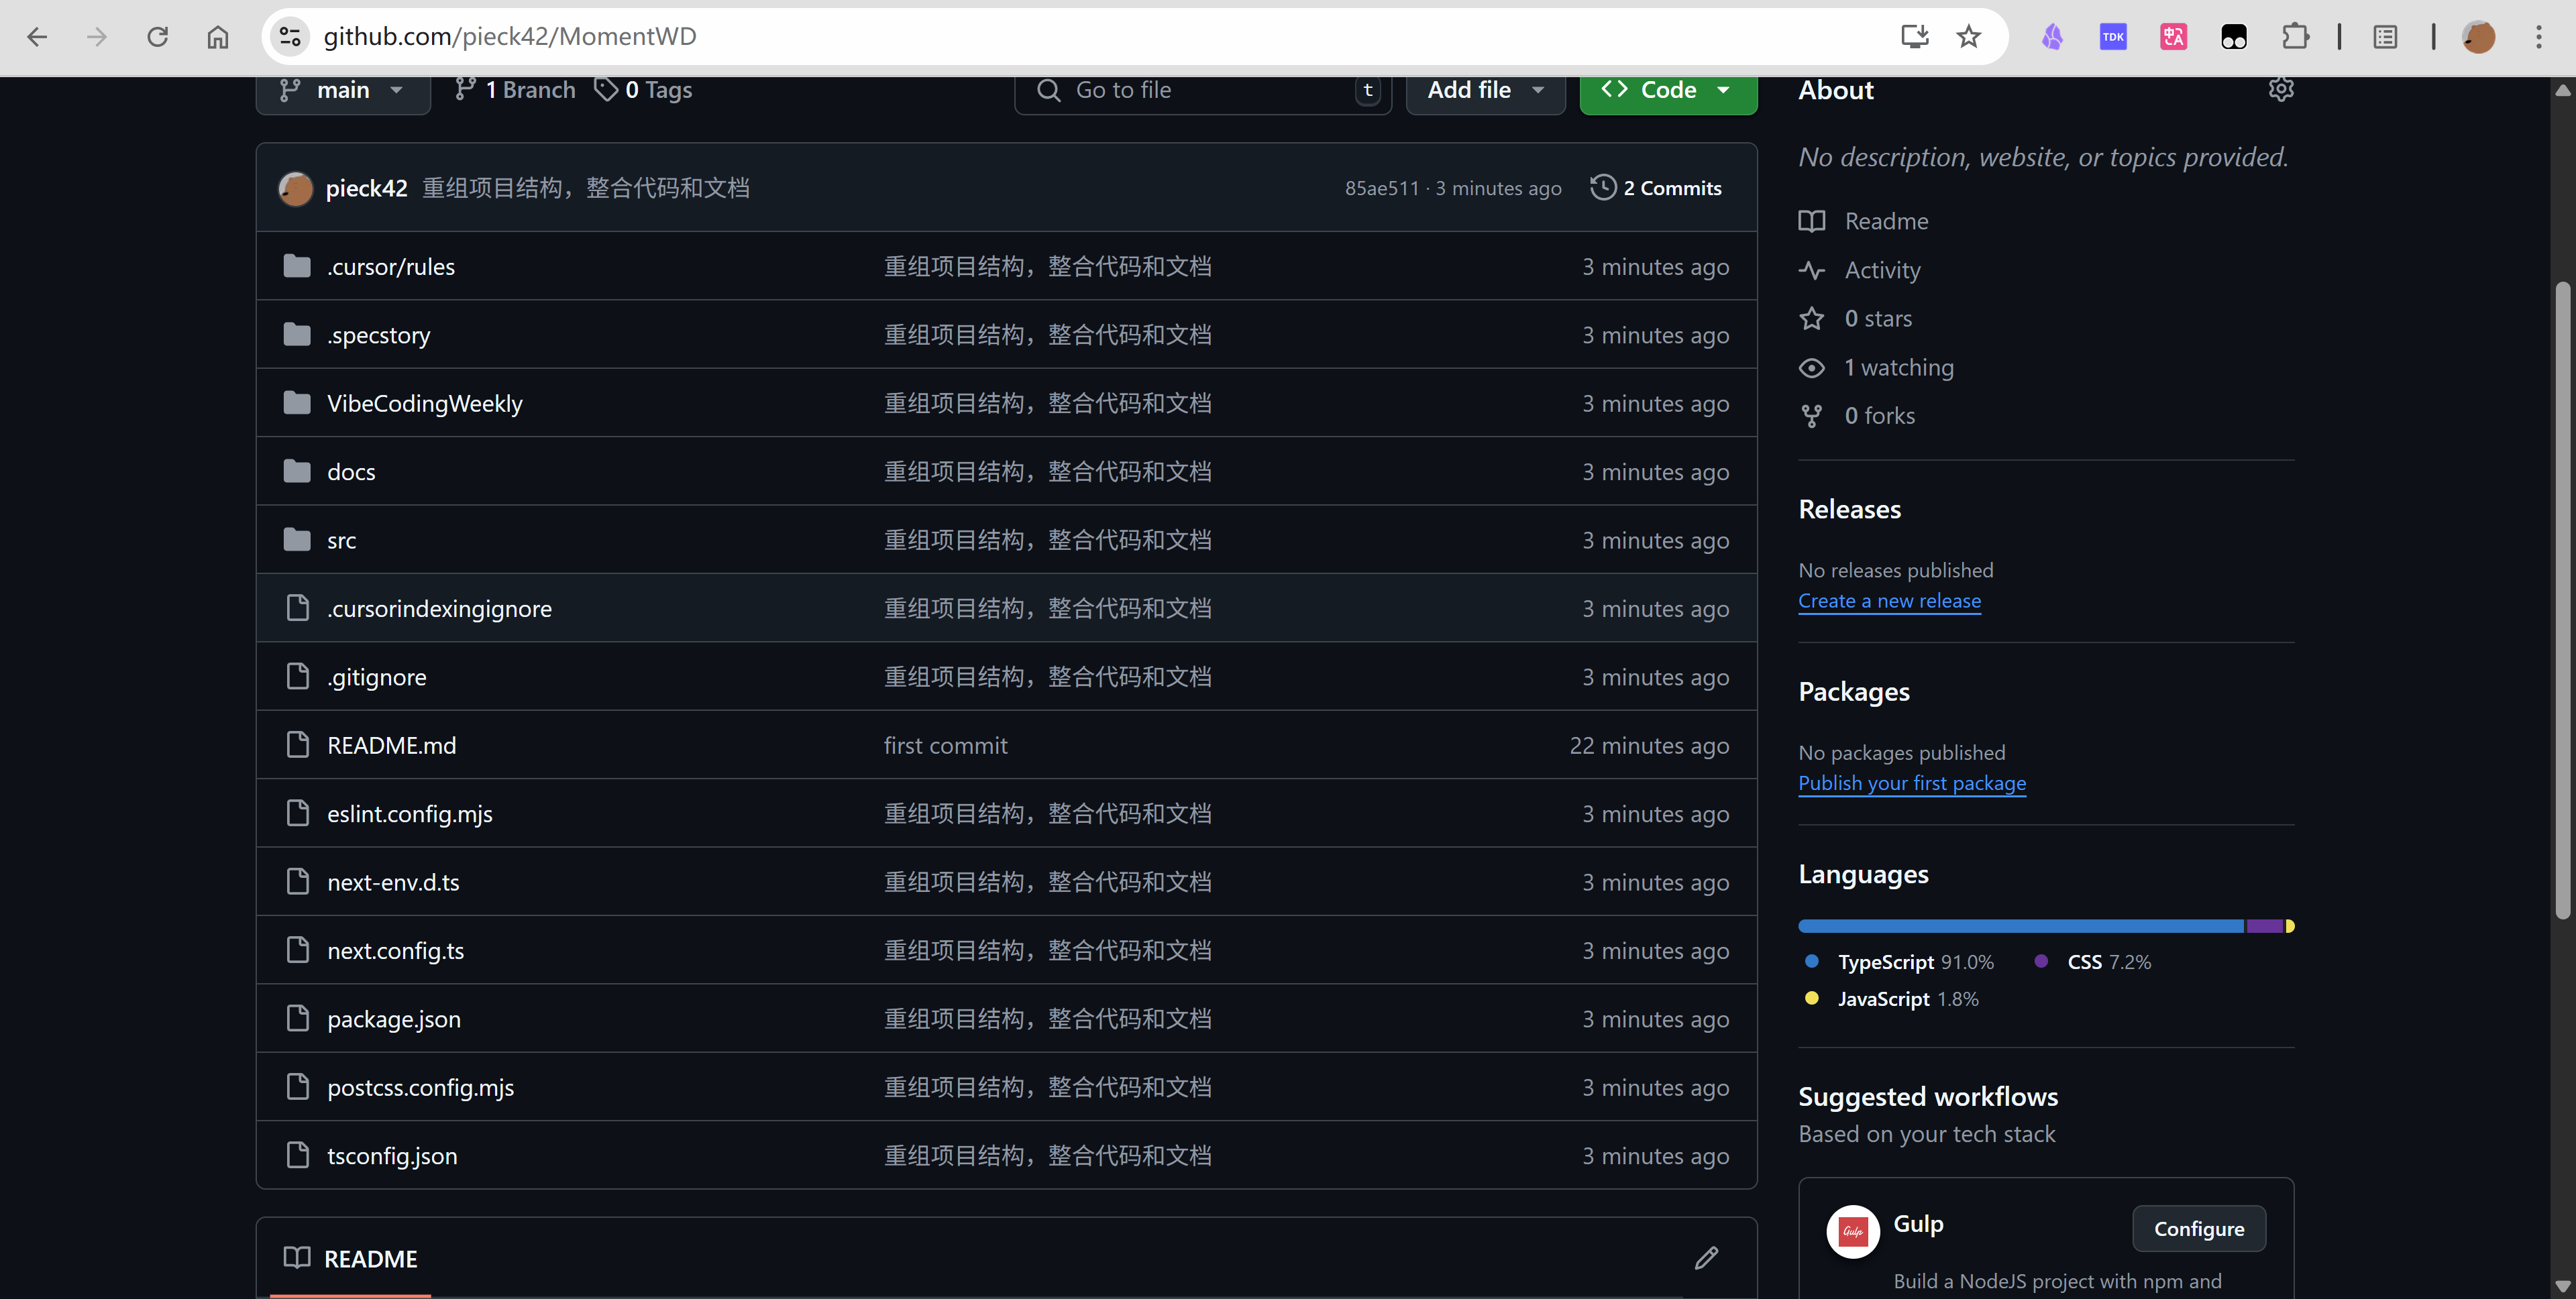 github.com/pieck42/MomentWD
TDK
main
1 Branch
0 Tags
Go to file
t
Add file
Code
pieck42 重组项目结构，整合代码和文档 85ae511 · 3 minutes ago 2 Commits
.cursor/rules 重组项目结构，整合代码和文档 3 minutes ago
.specstory 重组项目结构，整合代码和文档 3 minutes ago
VibeCodingWeekly 重组项目结构，整合代码和文档 3 minutes ago
docs 重组项目结构，整合代码和文档 3 minutes ago
src 重组项目结构，整合代码和文档 3 minutes ago
.cursorindexingignore 重组项目结构，整合代码和文档 3 minutes ago
.gitignore 重组项目结构，整合代码和文档 3 minutes ago
README.md first commit 22 minutes ago
eslint.config.mjs 重组项目结构，整合代码和文档 3 minutes ago
next-env.d.ts 重组项目结构，整合代码和文档 3 minutes ago
next.config.ts 重组项目结构，整合代码和文档 3 minutes ago
package.json 重组项目结构，整合代码和文档 3 minutes ago
postcss.config.mjs 重组项目结构，整合代码和文档 3 minutes ago
tsconfig.json 重组项目结构，整合代码和文档 3 minutes ago
README
About
No description, website, or topics provided.
Readme
Activity
0 stars
1 watching
0 forks
Releases
No releases published
Create a new release
Packages
No packages published
Publish your first package
Languages
TypeScript 91.0% CSS 7.2%
JavaScript 1.8%
Suggested workflows
Based on your tech stack
Gulp
Gulp
Configure
Build a NodeJS project with npm and